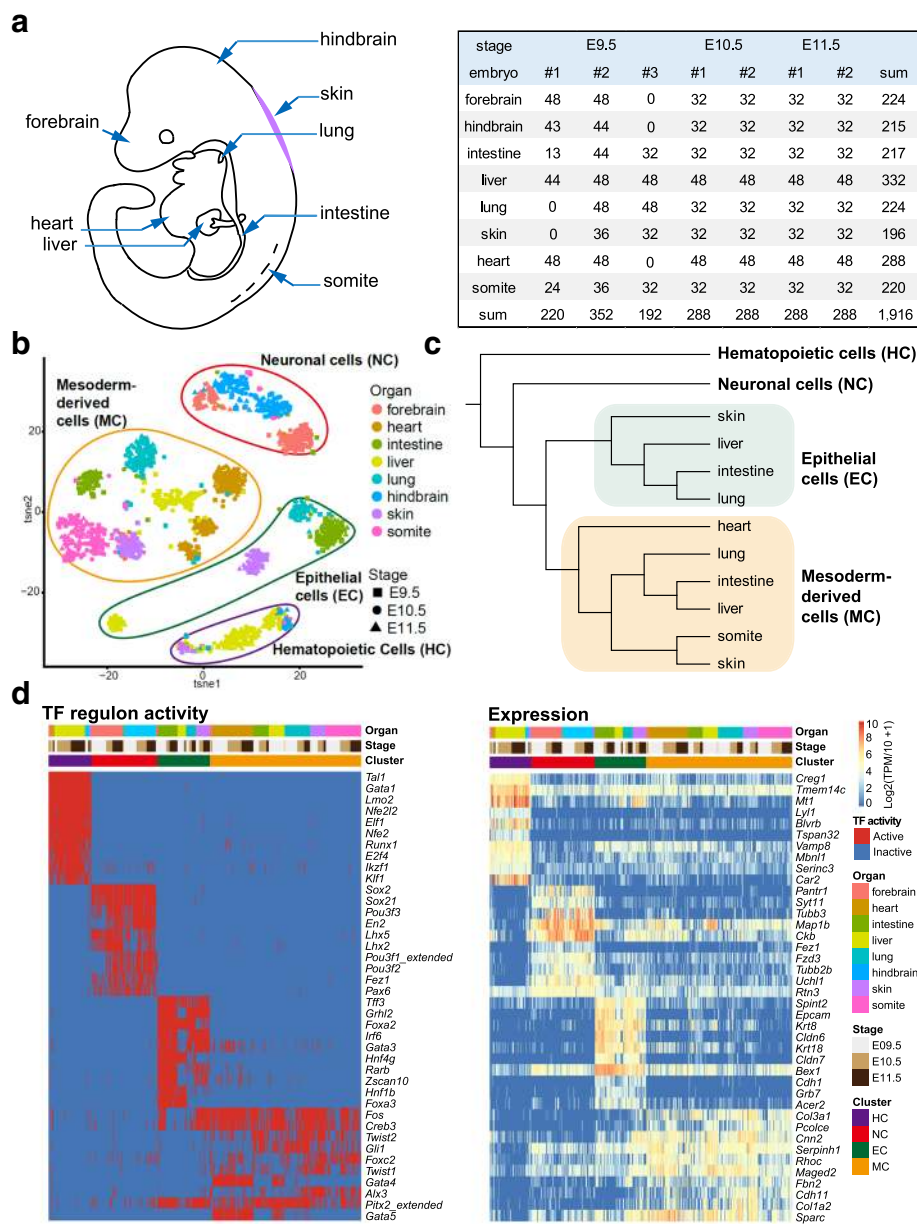 a
hindbrain
skin
lung
forebrain
intestine
heart
liver
somite
stage E9.5 E10.5 E11.5
embryo #1 #2 #3 #1 #2 #1 #2 sum
forebrain 48 48 0 32 32 32 32 224
hindbrain 43 44 0 32 32 32 32 215
intestine 13 44 32 32 32 32 32 217
liver 44 48 48 48 48 48 48 332
lung 0 48 48 32 32 32 32 224
skin 0 36 32 32 32 32 32 196
heart 48 48 0 48 48 48 48 288
somite 24 36 32 32 32 32 32 220
sum 220 352 192 288 288 288 288 1,916
b
Neuronal cells (NC)
Mesoderm-
derived
cells (MC)
Organ
forebrain
heart
intestine
liver
lung
hindbrain
skin
somite
Stage
E9.5
E10.5
E11.5
Epithelial
cells (EC)
Hematopoietic Cells (HC)
tsne2
20
0
−20
−20 0 20
tsne1
c
Hematopoietic cells (HC)
Neuronal cells (NC)
skin
liver
intestine
lung
Epithelial
cells (EC)
heart
lung
intestine
liver
somite
skin
Mesoderm-
derived
cells (MC)
d
TF regulon activity
Organ
Stage
Cluster
Tal1
Gata1
Lmo2
Nfe2l2
Elf1
Nfe2
Runx1
E2f4
Ikzf1
Klf1
Sox2
Sox21
Pou3f3
En2
Lhx5
Lhx2
Pou3f1_extended
Pou3f2
Fez1
Pax6
Tff3
Grhl2
Foxa2
Irf6
Gata3
Hnf4g
Rarb
Zscan10
Hnf1b
Foxa3
Fos
Creb3
Twist2
Gli1
Foxc2
Twist1
Gata4
Alx3
Pitx2_extended
Gata5
Expression
Organ
Stage
Cluster
Creg1
Tmem14c
Mt1
Lyl1
Blvrb
Tspan32
Vamp8
Mbnl1
Serinc3
Car2
Pantr1
Syt11
Tubb3
Map1b
Ckb
Fez1
Fzd3
Tubb2b
Uchl1
Rtn3
Spint2
Epcam
Krt8
Cldn6
Krt18
Cldn7
Bex1
Cdh1
Grb7
Acer2
Col3a1
Pcolce
Cnn2
Serpinh1
Rhoc
Maged2
Fbn2
Cdh11
Col1a2
Sparc
10
8
6
4
2
0
Log2(TPM/10 +1)
TF activity
Active
Inactive
Organ
forebrain
heart
intestine
liver
lung
hindbrain
skin
somite
Stage
E09.5
E10.5
E11.5
Cluster
HC
NC
EC
MC